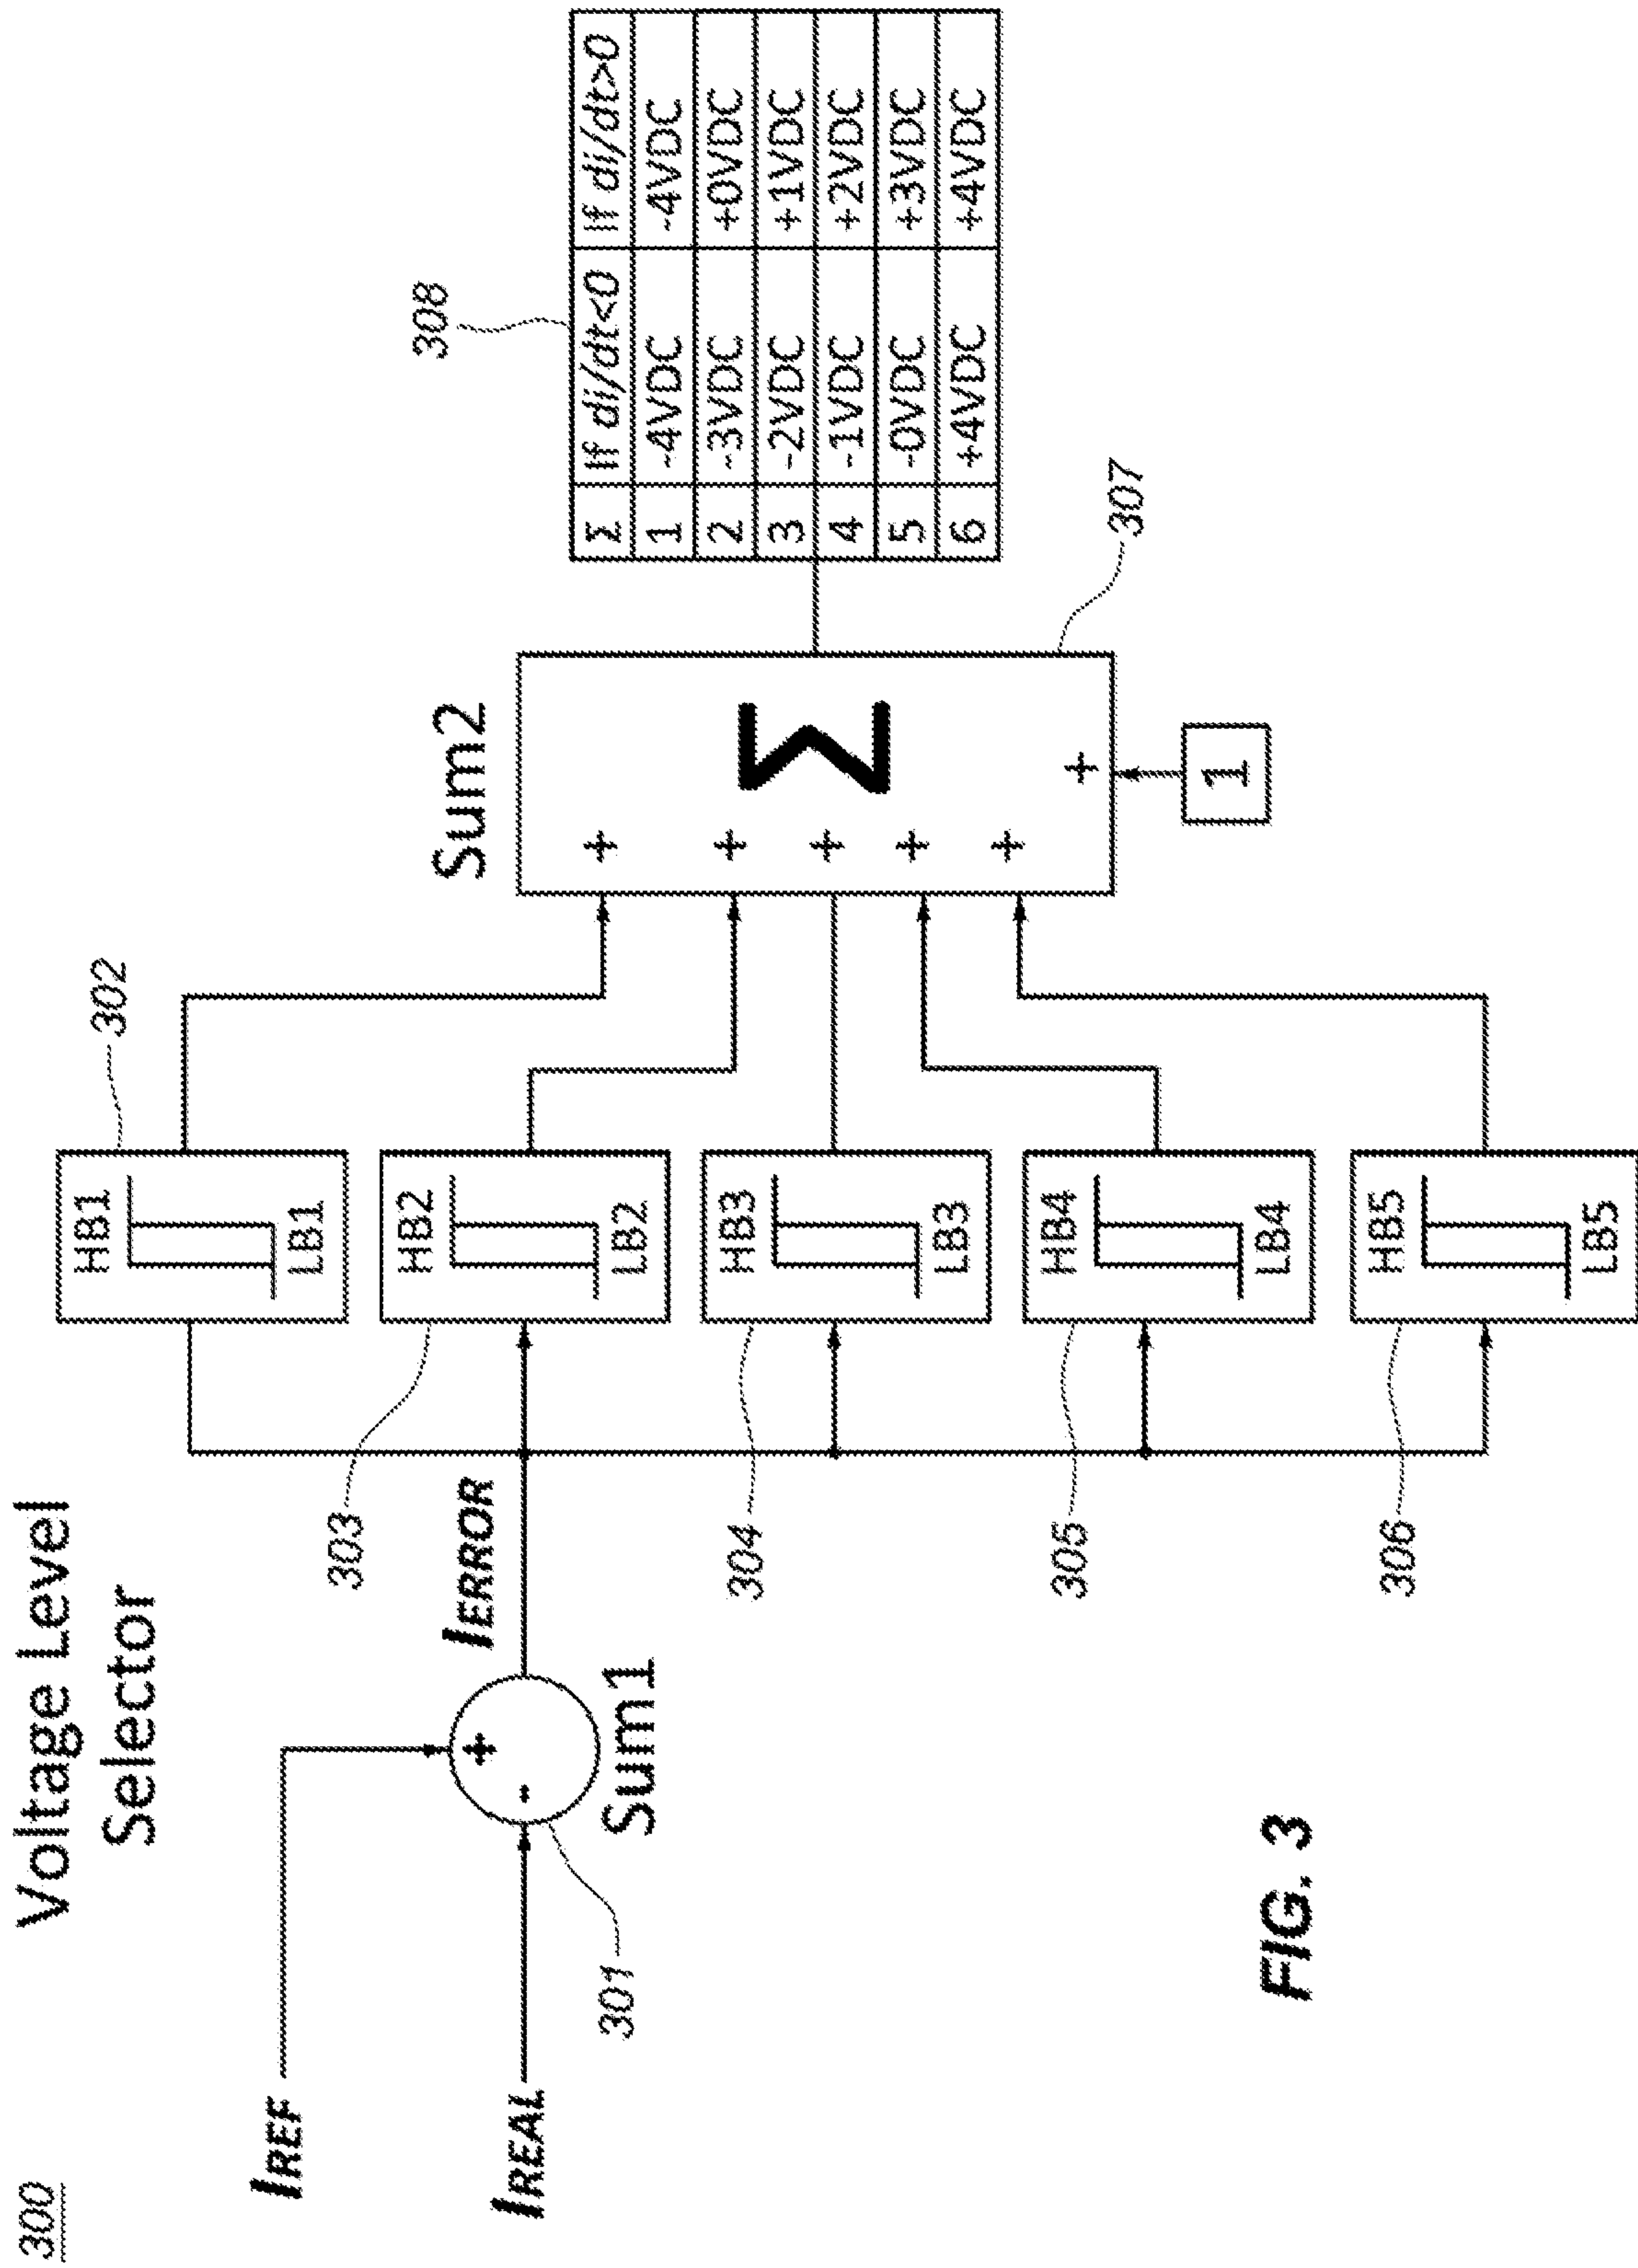 300
Voltage Level
Selector
IREF
IREAL
301
+
-
Sum1
IERROR
302
HB1
LB1
303
HB2
LB2
304
HB3
LB3
305
HB4
LB4
306
HB5
LB5
Sum2
+
+
+
+
+
+
Σ
1
307
308
Σ If di/dt<0 If di/dt>0
1 -4VDC -4VDC
2 -3VDC +0VDC
3 -2VDC +1VDC
4 -1VDC +2VDC
5 -0VDC +3VDC
6 +4VDC +4VDC
FIG. 3